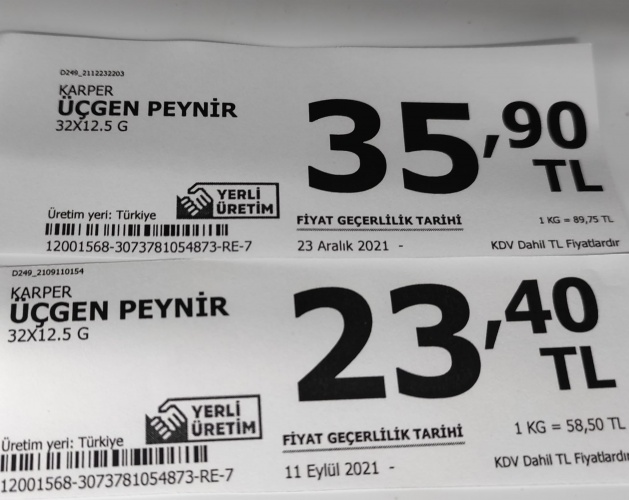 D249_2112232203
KARPER
ÜÇGEN PEYNİR
32X12.5 G
35,90
TL
YERLİ
ÜRETİM
Üretim yeri: Türkiye
FİYAT GEÇERLİLİK TARİHİ
1 KG = 89,75 TL
12001568-3073781054873-RE-7
23 Aralık 2021 -
KDV Dahil TL Fiyatlardır
D249_2109110154
KARPER
ÜÇGEN PEYNİR
32X12.5 G
23,40
TL
YERLİ
ÜRETİM
Üretim yeri: Türkiye
FİYAT GEÇERLİLİK TARİHİ
1 KG = 58,50 TL
12001568-3073781054873-RE-7
11 Eylül 2021 -
KDV Dahil TL Fiyatlardır